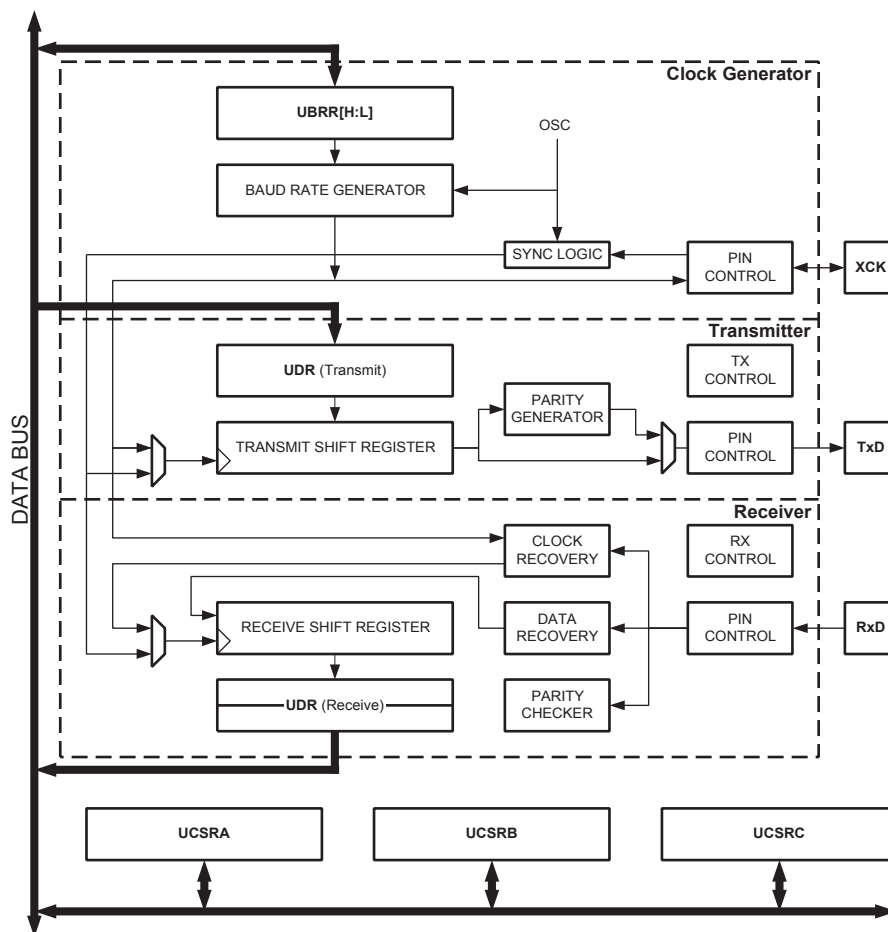 Clock Generator
UBRR[H:L]
OSC
BAUD RATE GENERATOR
SYNC LOGIC
PIN
CONTROL
XCK
Transmitter
UDR (Transmit)
TX
CONTROL
PARITY
GENERATOR
TRANSMIT SHIFT REGISTER
PIN
CONTROL
TxD
DATA BUS
Receiver
CLOCK
RECOVERY
RX
CONTROL
RECEIVE SHIFT REGISTER
DATA
RECOVERY
PIN
CONTROL
RxD
UDR (Receive)
PARITY
CHECKER
UCSRA
UCSRB
UCSRC